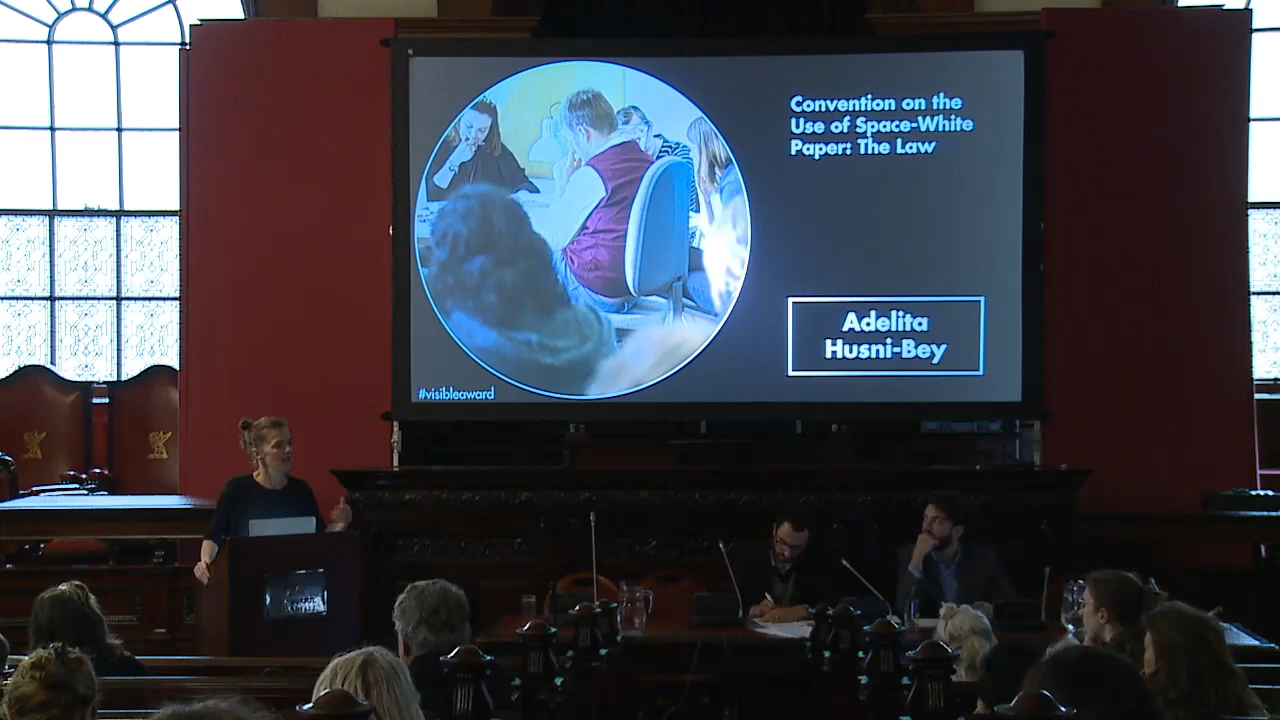 Convention on the
Use of Space-White
Paper: The Law
Adelita
Husni-Bey
#visibleaward